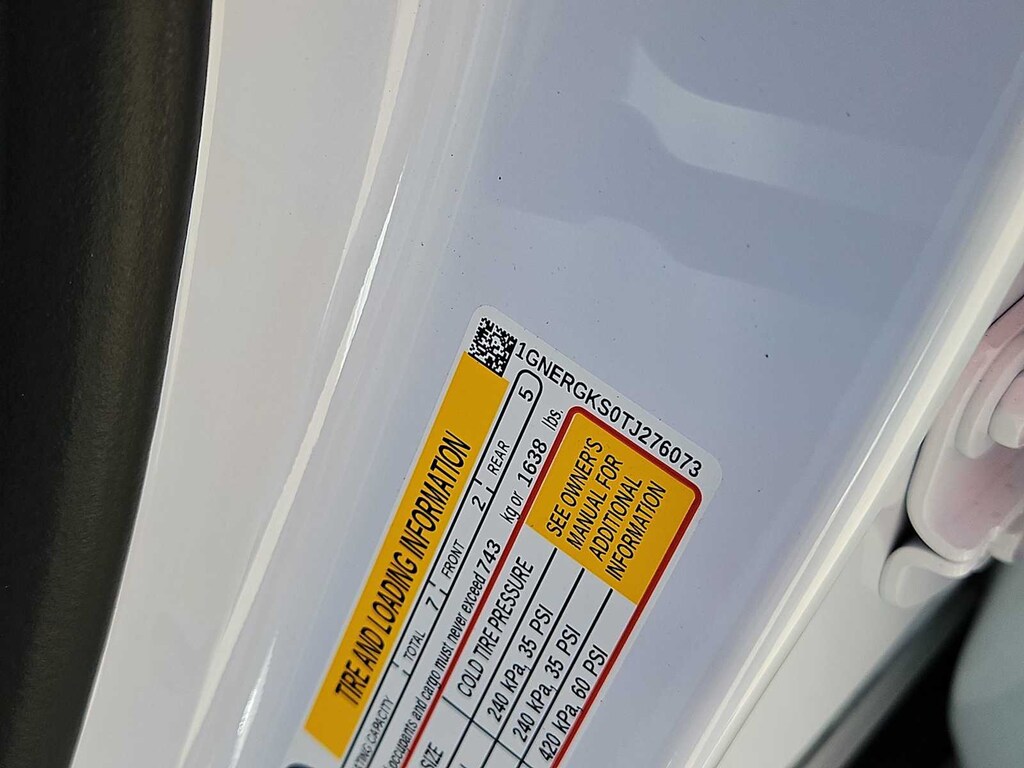 1GNERGKS0TJ276073
TIRE AND LOADING INFORMATION
ATING CAPACITY TOTAL 7 FRONT 2 REAR 5
occupants and cargo must never exceed 743 kg or 1638 lbs.
SIZE COLD TIRE PRESSURE
240 kPa, 35 PSI
240 kPa, 35 PSI
420 kPa, 60 PSI
SEE OWNER'S
MANUAL FOR
ADDITIONAL
INFORMATION